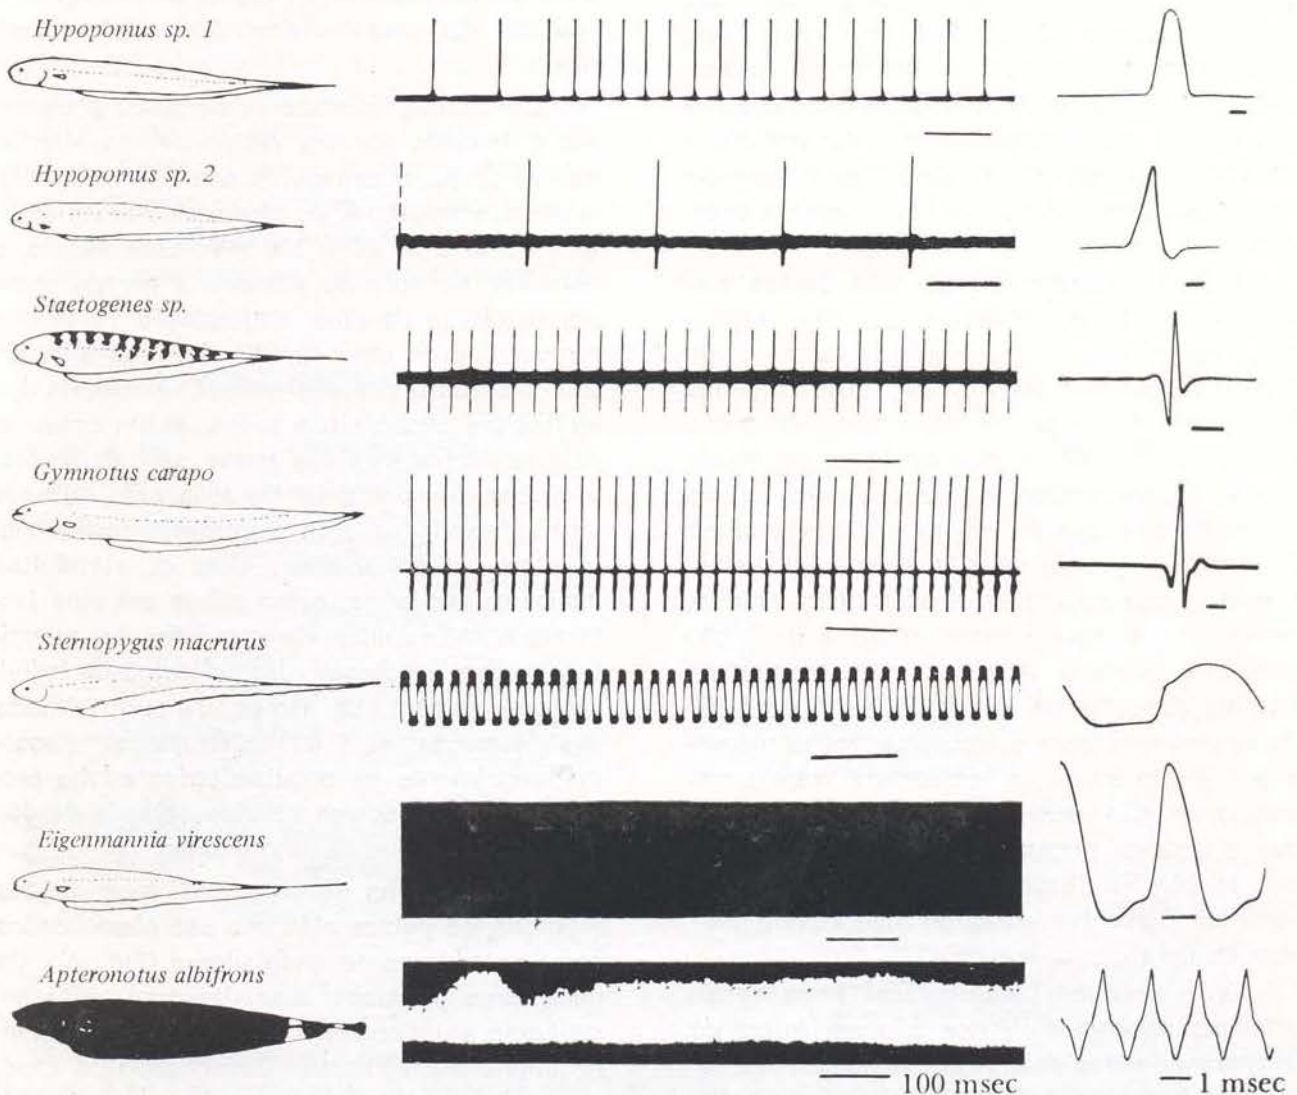 Hypopomus sp. 1
Hypopomus sp. 2
Staetogenes sp.
Gymnotus carapo
Sternopygus macrurus
Eigenmannia virescens
Apteronotus albifrons
100 msec
1 msec